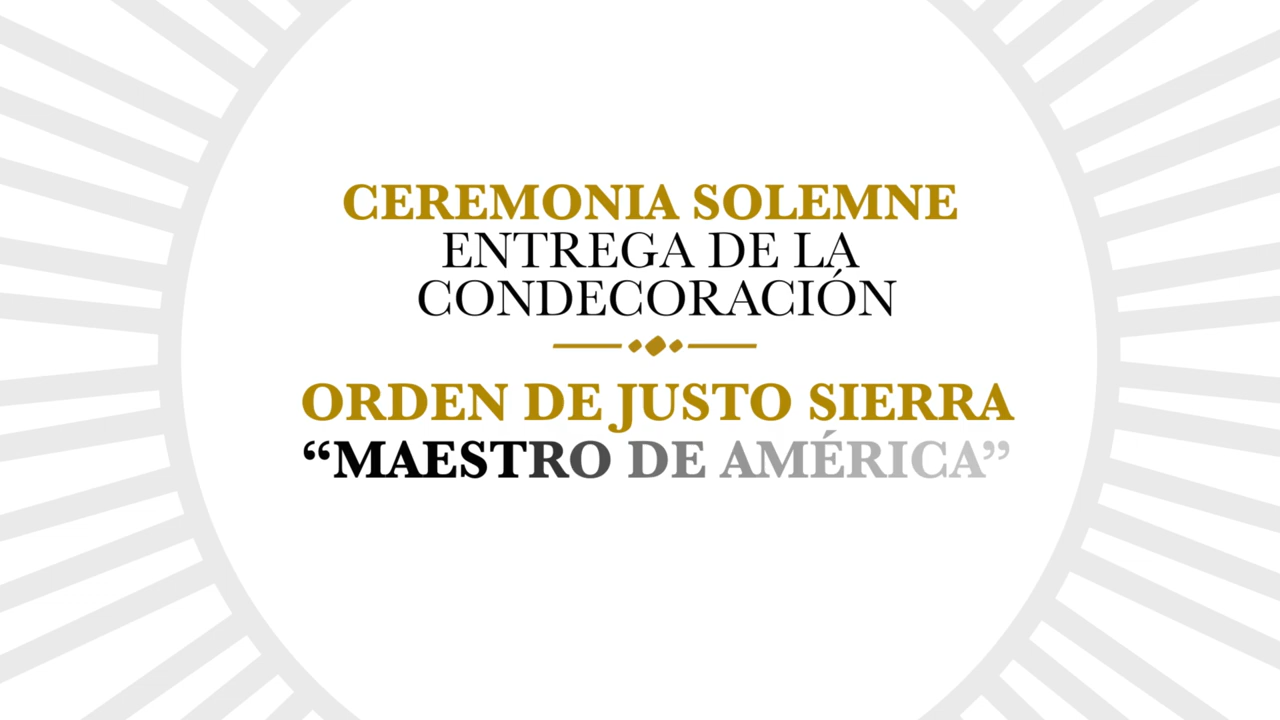 CEREMONIA SOLEMNE
ENTREGA DE LA
CONDECORACIÓN
ORDEN DE JUSTO SIERRA
“MAESTRO DE AMÉRICA”